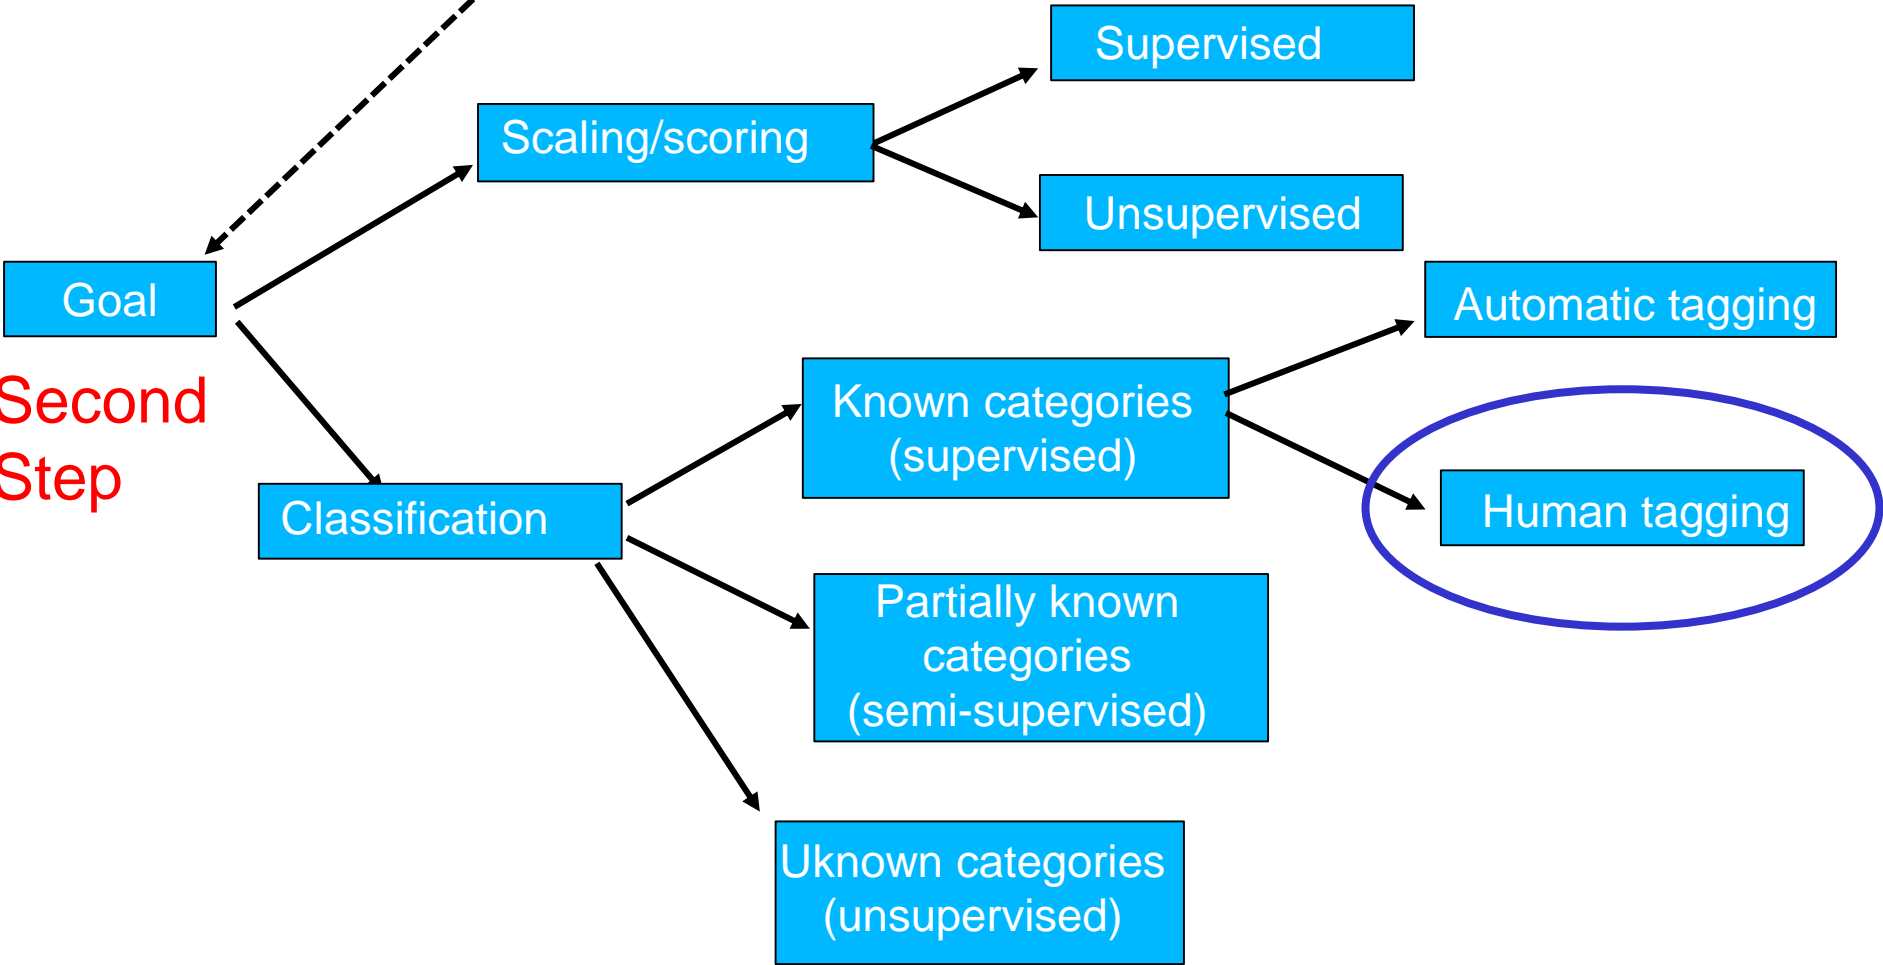 Supervised
Scaling/scoring
Unsupervised
Goal
Automatic tagging
Second
Step
Known categories
(supervised)
Classification
Human tagging
Partially known
categories
(semi-supervised)
Uknown categories
(unsupervised)